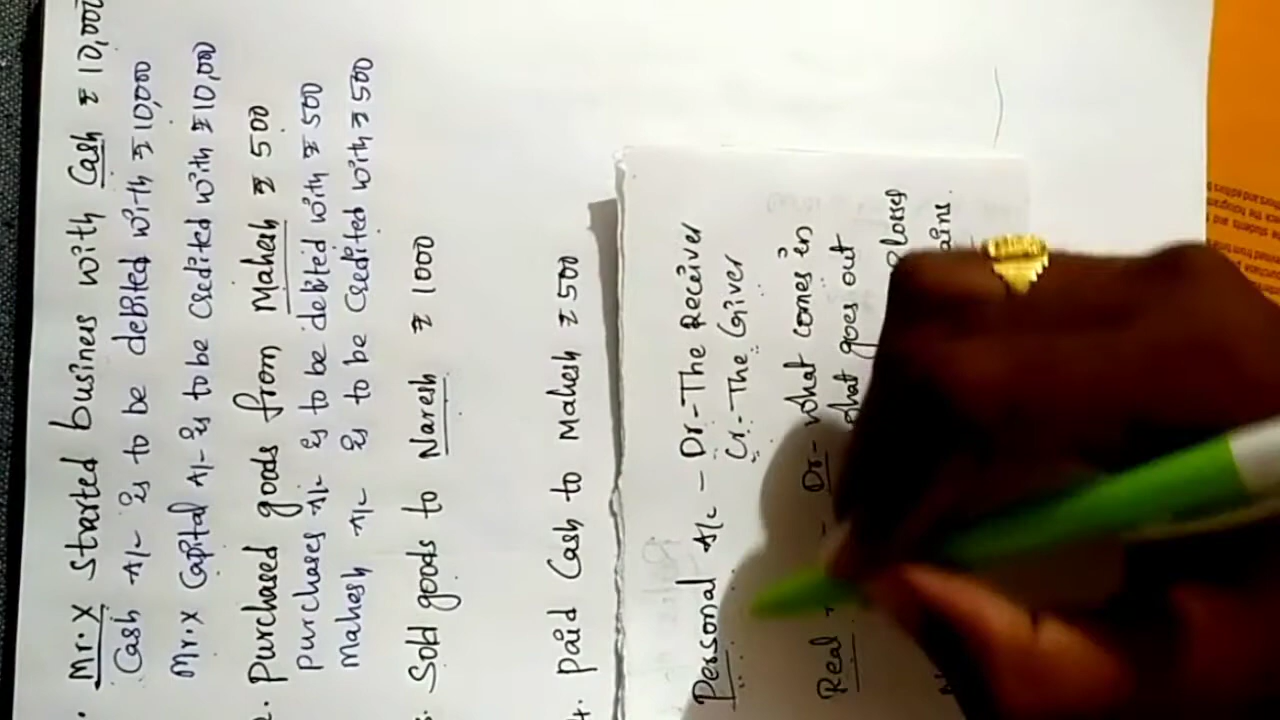 Mr. X Started business with Cash ₹ 10,000
Cash A/c is to be debited with ₹ 10,000
Mr. X Capital A/c is to be credited with ₹ 10,000
2. Purchased goods from Mahesh ₹ 500
purchases A/c is to be debited with ₹ 500
Mahesh A/c is to be credited with ₹ 500
3. Sold goods to Naresh ₹ 1000
4. paid Cash to Mahesh ₹ 500
Personal A/c - Dr - The Receiver
Cr. - The Giver
Real - Dr - what comes in
what goes out
losses